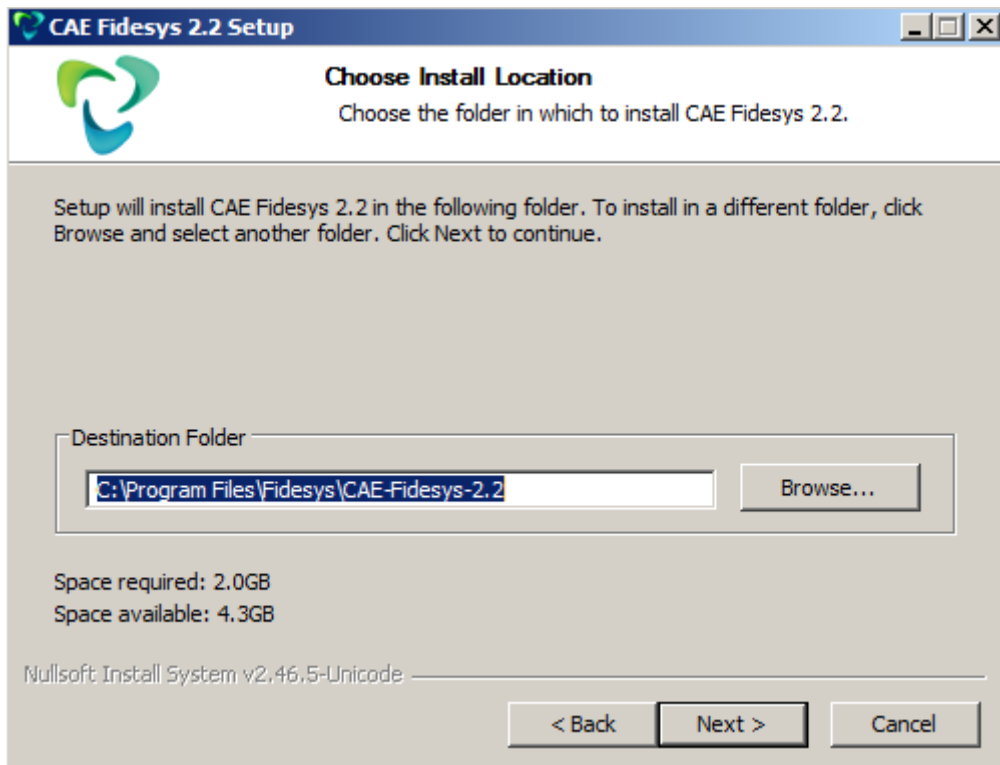 CAE Fidesys 2.2 Setup
Choose Install Location
Choose the folder in which to install CAE Fidesys 2.2.
Setup will install CAE Fidesys 2.2 in the following folder. To install in a different folder, click
Browse and select another folder. Click Next to continue.
Destination Folder
C:\Program Files\Fidesys\CAE-Fidesys-2.2
Browse...
Space required: 2.0GB
Space available: 4.3GB
Nullsoft Install System v2.46.5-Unicode
< Back
Next >
Cancel